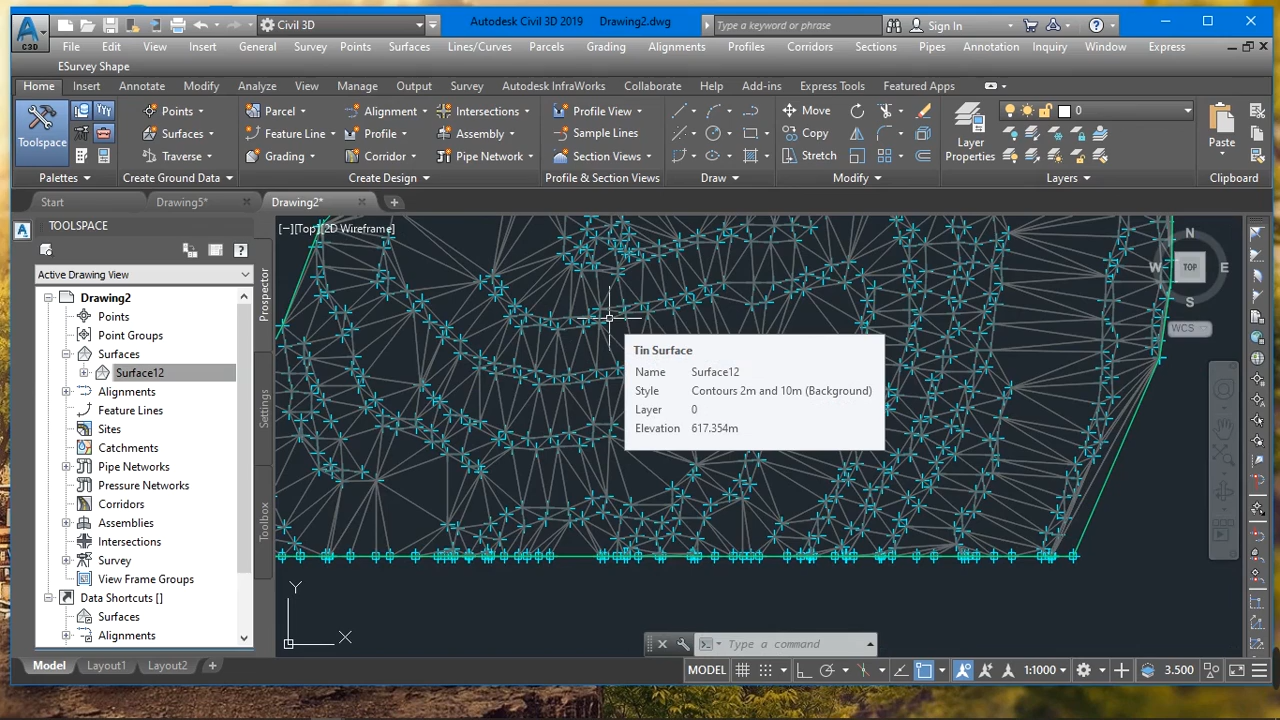 C3D
Civil 3D
Autodesk Civil 3D 2019 Drawing2.dwg
Type a keyword or phrase
Sign In
File Edit View Insert General Survey Points Surfaces Lines/Curves Parcels Grading Alignments Profiles Corridors Sections Pipes Annotation Inquiry Window Express
ESurvey Shape
Home Insert Annotate Modify Analyze View Manage Output Survey Autodesk InfraWorks Collaborate Help Add-ins Express Tools Featured Apps
Points Parcel Alignment Intersections Profile View Move 0
Toolspace Surfaces Feature Line Profile Assembly Sample Lines Copy Layer Properties Paste
Traverse Grading Corridor Pipe Network Section Views Stretch
Palettes Create Ground Data Create Design Profile & Section Views Draw Modify Layers Clipboard
Start Drawing5* Drawing2*
TOOLSPACE
[−][Top][2D Wireframe]
Active Drawing View
Prospector
Settings
Toolbox
Drawing2
Points
Point Groups
Surfaces
Surface12
Alignments
Feature Lines
Sites
Catchments
Pipe Networks
Pressure Networks
Corridors
Assemblies
Intersections
Survey
View Frame Groups
Data Shortcuts []
Surfaces
Alignments
Tin Surface
Name Surface12
Style Contours 2m and 10m (Background)
Layer 0
Elevation 617.354m
N
W TOP E
S
WCS
Y
X
Type a command
Model Layout1 Layout2
MODEL 1:1000 3.500